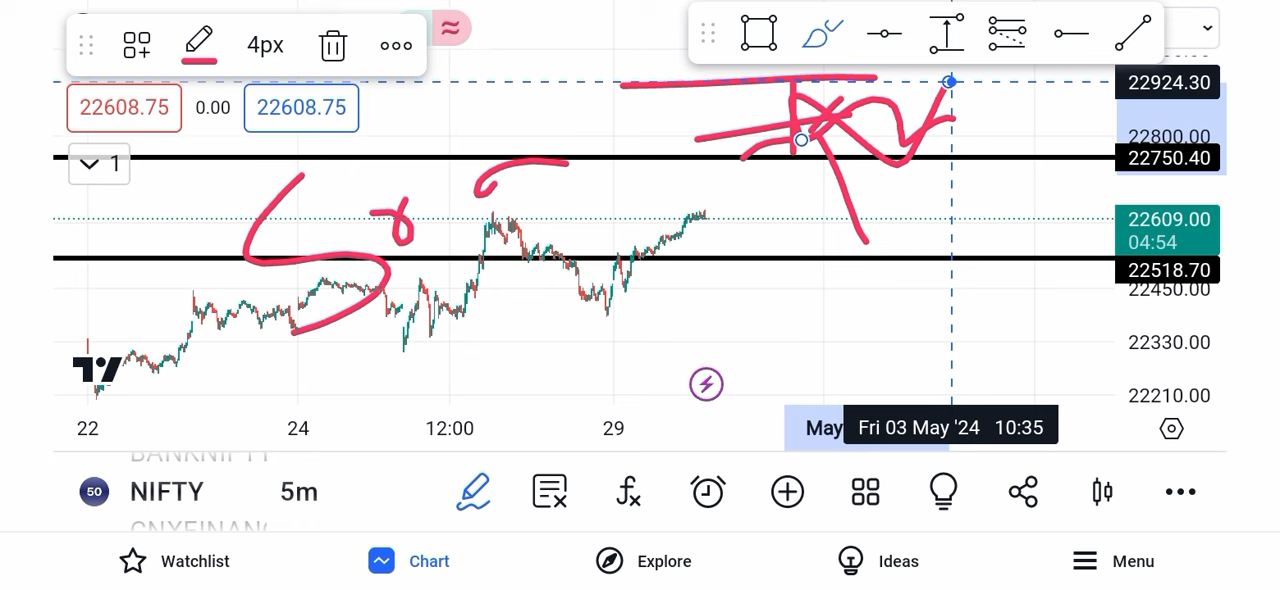 4px
22608.75 0.00 22608.75
1
22924.30
22800.00
22750.40
22609.00
04:54
22518.70
22450.00
22330.00
22210.00
22 24 12:00 29 May Fri 03 May '24 10:35
BANKNIFTY
50 NIFTY 5m
Watchlist Chart Explore Ideas Menu